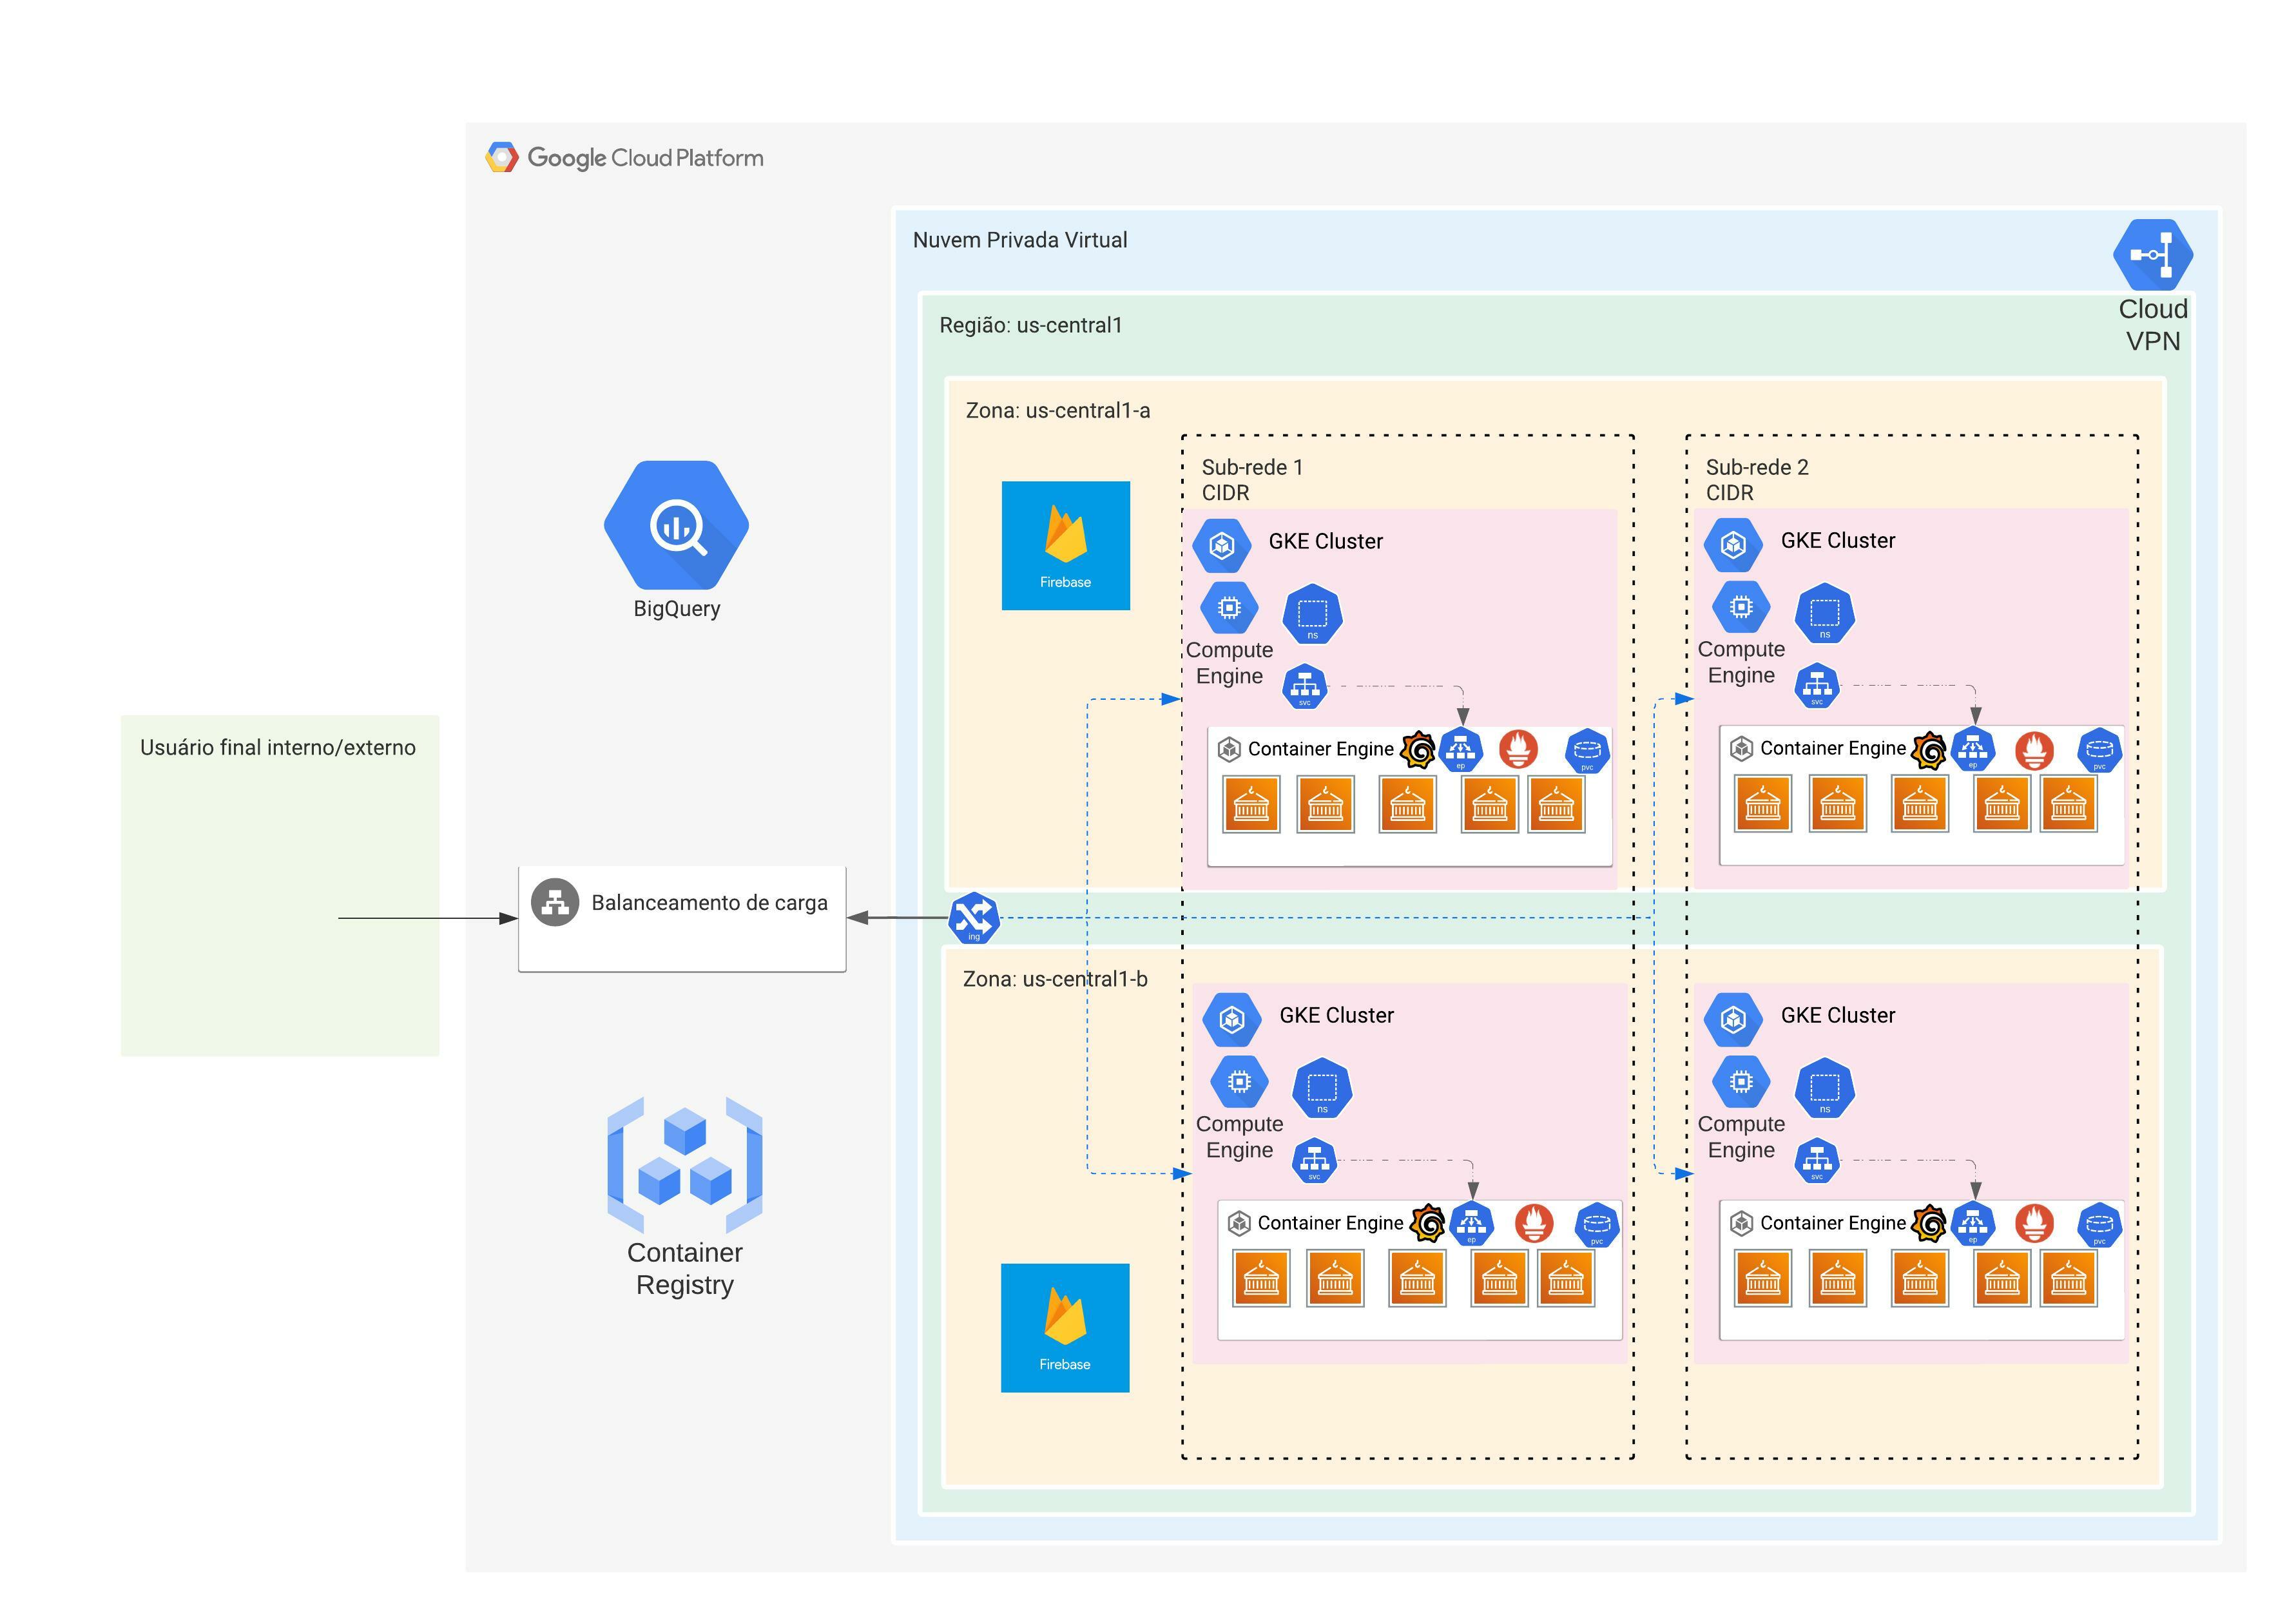 Google Cloud Platform
Nuvem Privada Virtual
Cloud
VPN
Região: us-central1
Zona: us-central1-a
Sub-rede 1
CIDR
Sub-rede 2
CIDR
Firebase
BigQuery
GKE Cluster
ns
Compute
Engine
svc
Container Engine
ep
pvc
GKE Cluster
ns
Compute
Engine
svc
Container Engine
ep
pvc
Usuário final interno/externo
Balanceamento de carga
ing
Zona: us-central1-b
GKE Cluster
ns
Compute
Engine
svc
Container Engine
ep
pvc
GKE Cluster
ns
Compute
Engine
svc
Container Engine
ep
pvc
Container
Registry
Firebase